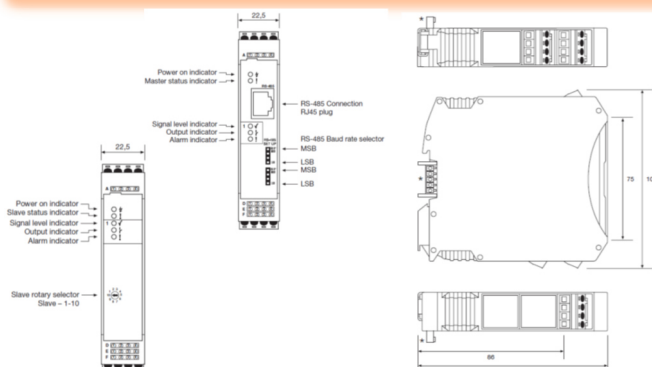 22,5
Power on indicator
Master status indicator
RS-485 Connection
RJ45 plug
Signal level indicator
Output indicator
Alarm indicator
RS-485 Baud rate selector
MSB
LSB
MSB
LSB
22,5
Power on indicator
Slave status indicator
Signal level indicator
Output indicator
Alarm indicator
Slave rotary selector
Slave – 1-10
*
*
75
*
86